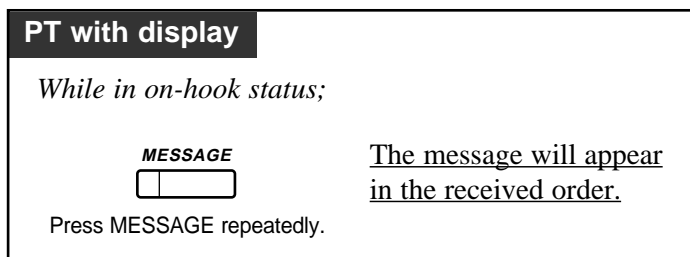 PT with display
While in on-hook status;
MESSAGE
Press MESSAGE repeatedly.
The message will appear
in the received order.